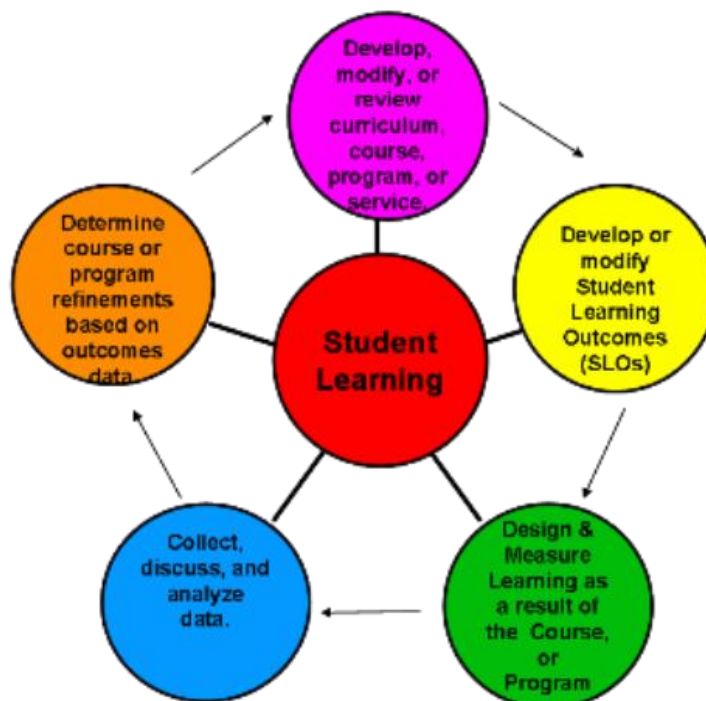 Develop,
modify, or
review
curriculum,
course,
program, or
service.
Develop or
modify
Student
Learning
Outcomes
(SLOs)
Design &
Measure
Learning as
a result of
the Course,
or
Program
Collect,
discuss, and
analyze
data.
Determine
course or
program
refinements
based on
outcomes
data.
Student
Learning